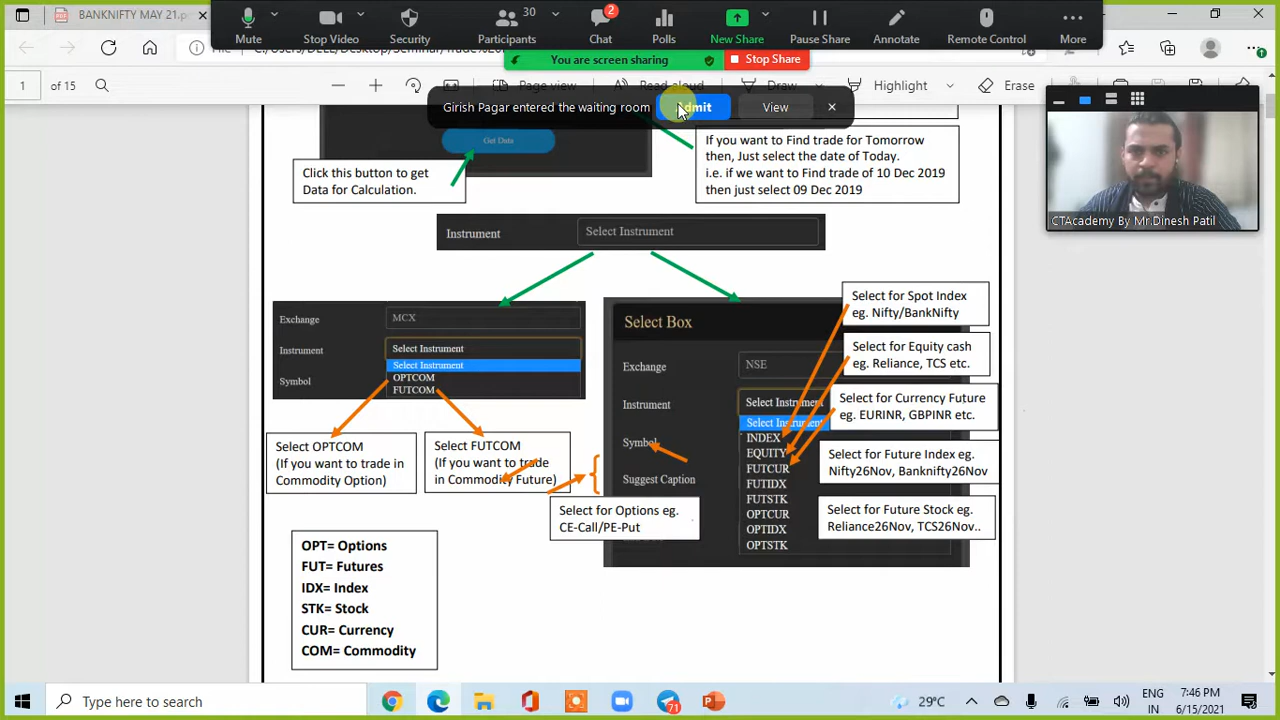 BANKNIFTY MAY 21.p
Mute
Stop Video
Security
30
Participants
2
Chat
Polls
New Share
Pause Share
Annotate
Remote Control
More
You are screen sharing
Stop Share
1 of 15
Page view
Read aloud
Draw
Highlight
Erase
Girish Pagar entered the waiting room
View
CTAcademy By Mr.Dinesh Patil
Get Data
Click this button to get
Data for Calculation.
If you want to Find trade for Tomorrow
then, Just select the date of Today.
i.e. if we want to Find trade of 10 Dec 2019
then just select 09 Dec 2019
Instrument Select Instrument
Exchange MCX
Instrument Select Instrument
Select Instrument
Symbol OPTCOM
FUTCOM
Select OPTCOM
(If you want to trade in
Commodity Option)
Select FUTCOM
(If you want to trade
in Commodity Future)
Select Box
Exchange NSE
Instrument Select Instrument
Select Instrument
Symbol
Suggest Caption
INDEX
EQUITY
FUTCUR
FUTIDX
FUTSTK
OPTCUR
OPTIDX
OPTSTK
Select for Spot Index
eg. Nifty/BankNifty
Select for Equity cash
eg. Reliance, TCS etc.
Select for Currency Future
eg. EURINR, GBPINR etc.
Select for Future Index eg.
Nifty26Nov, Banknifty26Nov
Select for Future Stock eg.
Reliance26Nov, TCS26Nov..
Select for Options eg.
CE-Call/PE-Put
OPT= Options
FUT= Futures
IDX= Index
STK= Stock
CUR= Currency
COM= Commodity
Type here to search
71
29°C
ENG
IN
7:46 PM
6/15/2021